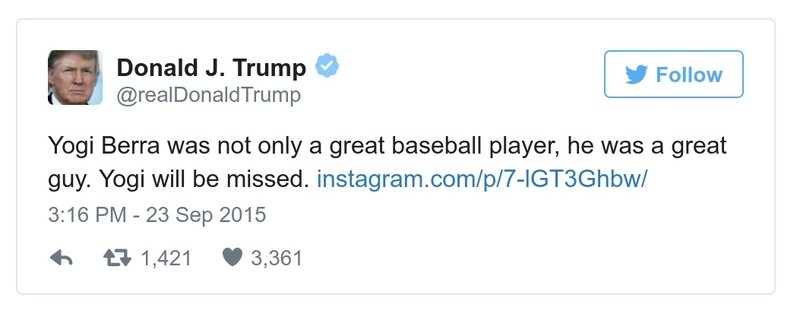 Donald J. Trump
@realDonaldTrump
Follow
Yogi Berra was not only a great baseball player, he was a great
guy. Yogi will be missed. instagram.com/p/7-lGT3Ghbw/
3:16 PM - 23 Sep 2015
1,421 3,361